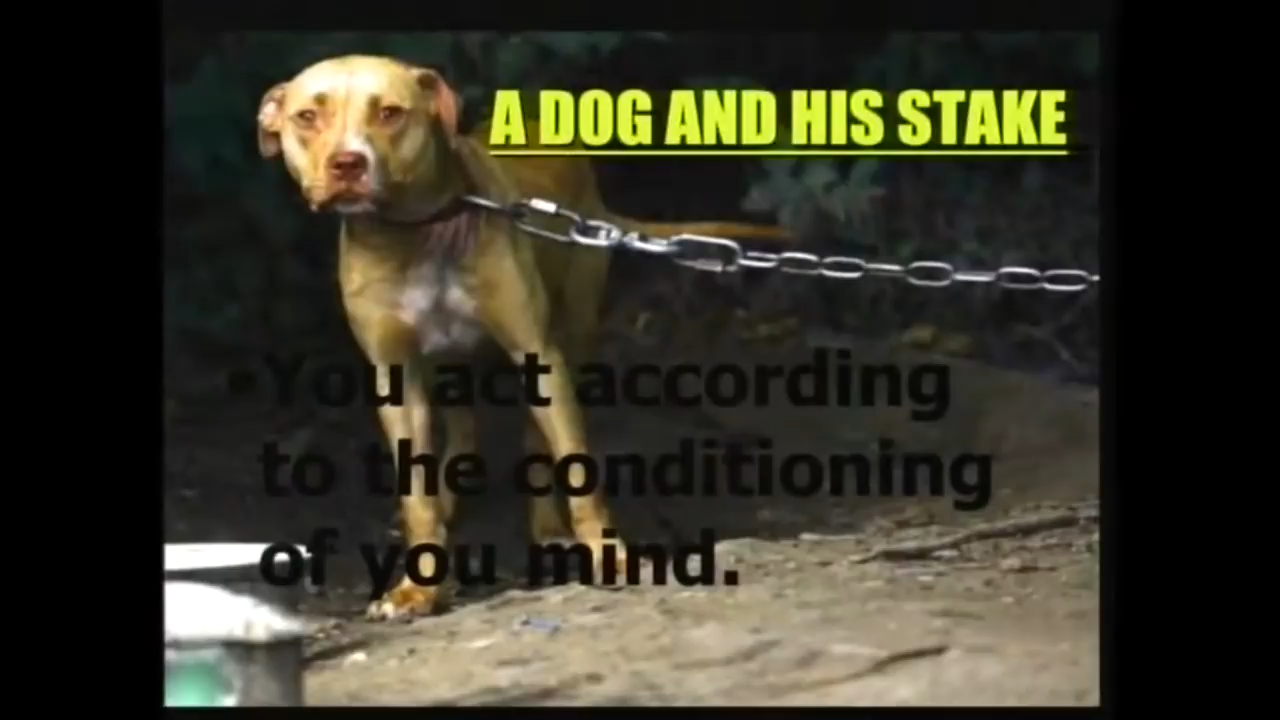 A DOG AND HIS STAKE
•You act according
to the conditioning
of you mind.